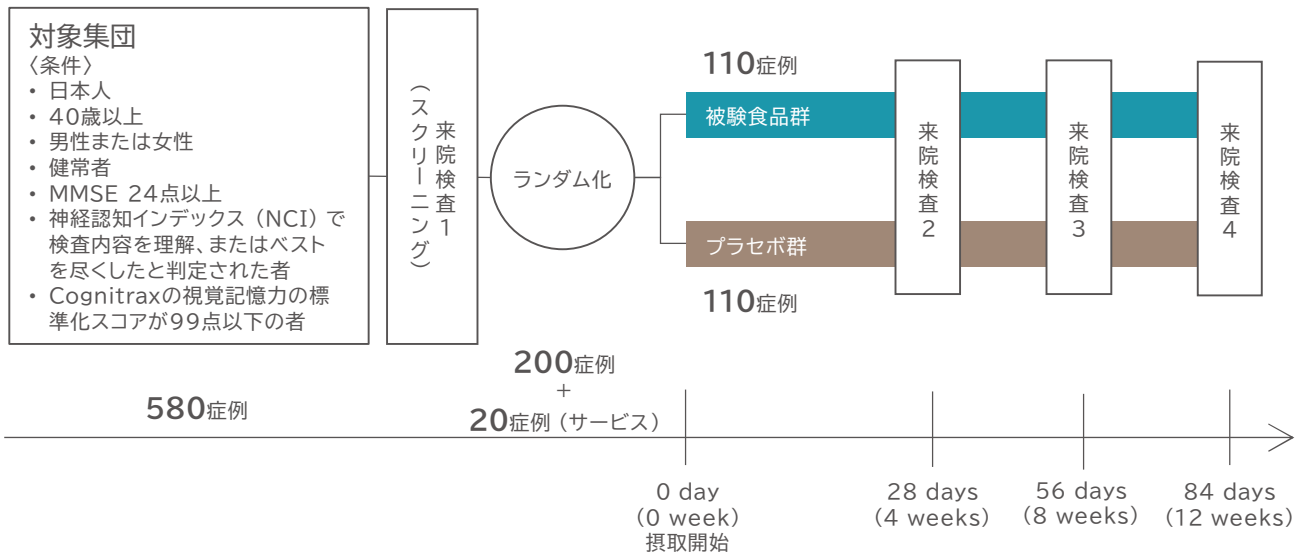 対象集団
〈条件〉
• 日本人
• 40歳以上
• 男性または女性
• 健常者
• MMSE 24点以上
• 神経認知インデックス（NCI）で
検査内容を理解、またはベスト
を尽くしたと判定された者
• Cognitraxの視覚記憶力の標
準化スコアが99点以下の者
来院検査1
（スクリーニング）
ランダム化
110症例
被験食品群
プラセボ群
110症例
来院検査2
来院検査3
来院検査4
580症例
200症例
+
20症例（サービス）
0 day
(0 week)
摂取開始
28 days
(4 weeks)
56 days
(8 weeks)
84 days
(12 weeks)